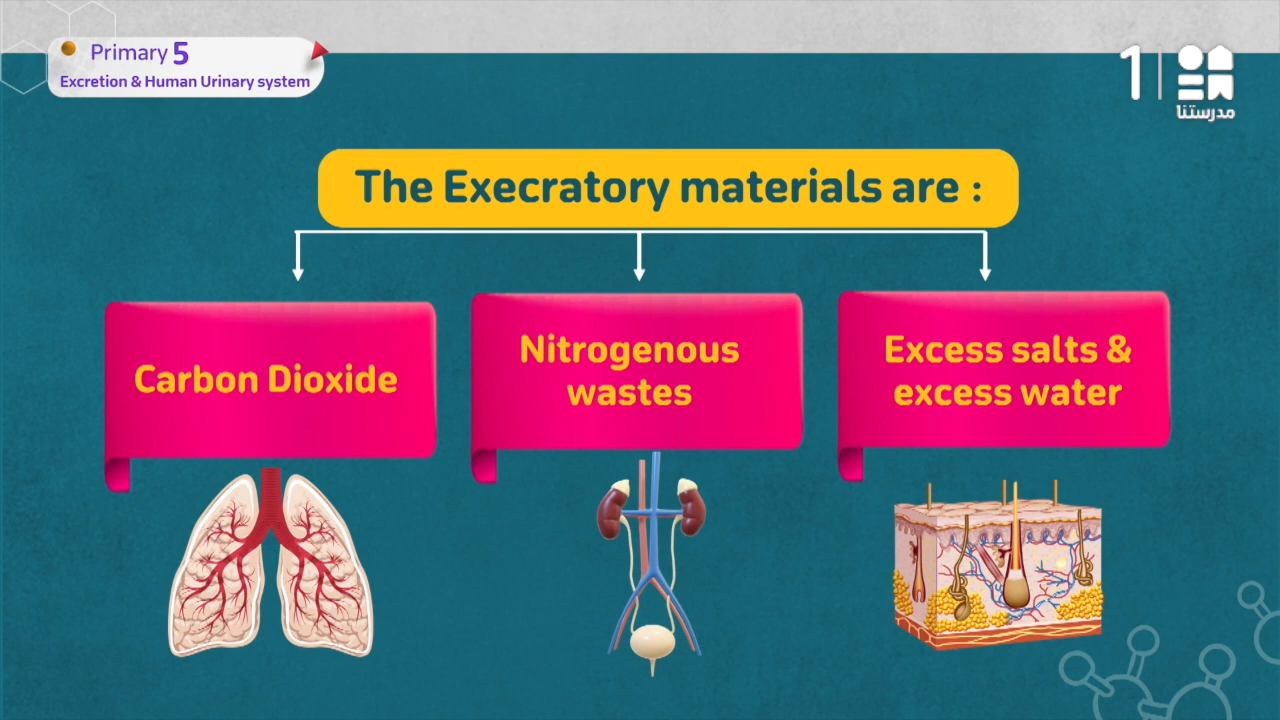 Primary 5
Excretion & Human Urinary system
1
مدرستنا
The Execratory materials are :
Carbon Dioxide
Nitrogenous
wastes
Excess salts &
excess water